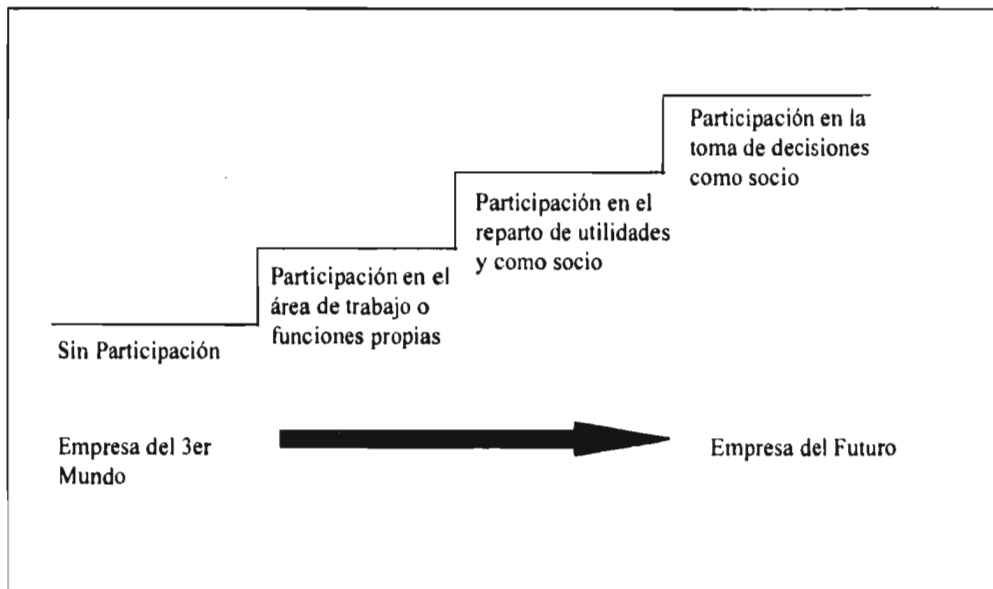 Participación en la
toma de decisiones
como socio
Participación en el
reparto de utilidades
y como socio
Participación en el
área de trabajo o
funciones propias
Sin Participación
Empresa del 3er
Mundo
Empresa del Futuro